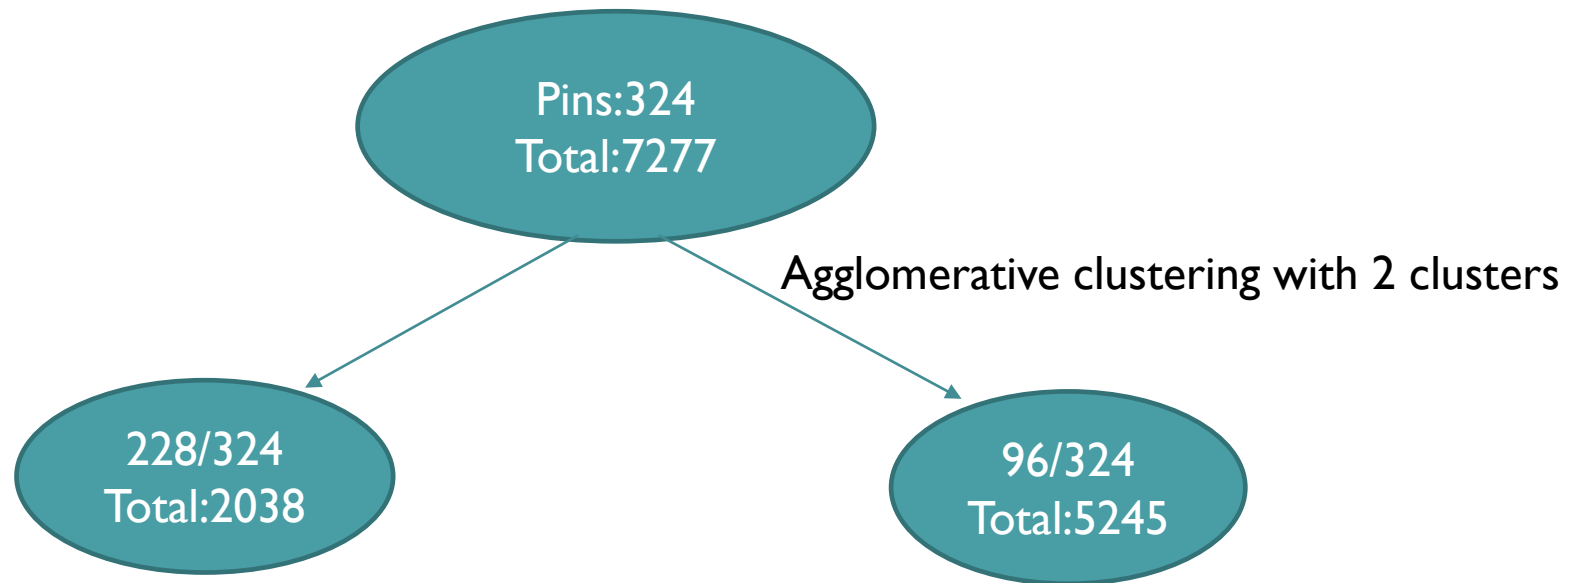 Pins:324
Total:7277
Agglomerative clustering with 2 clusters
228/324
Total:2038
96/324
Total:5245